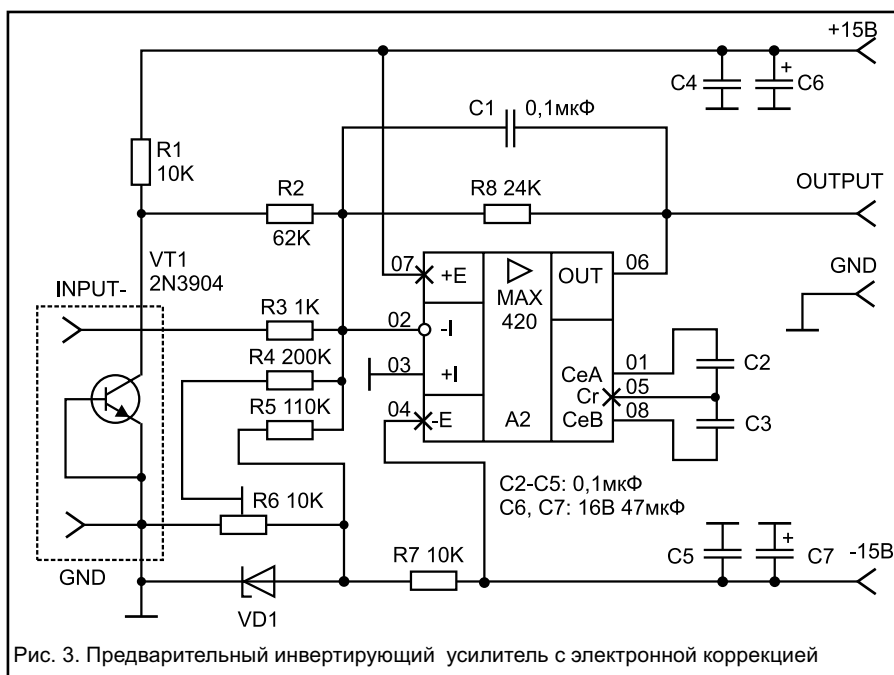 +15В
C4
+
C6
C1
0,1мкФ
R1
10K
R2
62K
R8 24K
OUTPUT
VT1
2N3904
07
+E
MAX
420
OUT
06
GND
INPUT-
R3 1K
02
-I
R4 200K
03
+I
01
CeA
C2
05
Cr
R5 110K
04
-E
A2
CeB
08
C3
R6 10K
C2-C5: 0,1мкФ
C6, C7: 16В 47мкФ
GND
R7 10K
C5
+
C7
-15В
VD1
Рис. 3. Предварительный инвертирующий усилитель с электронной коррекцией